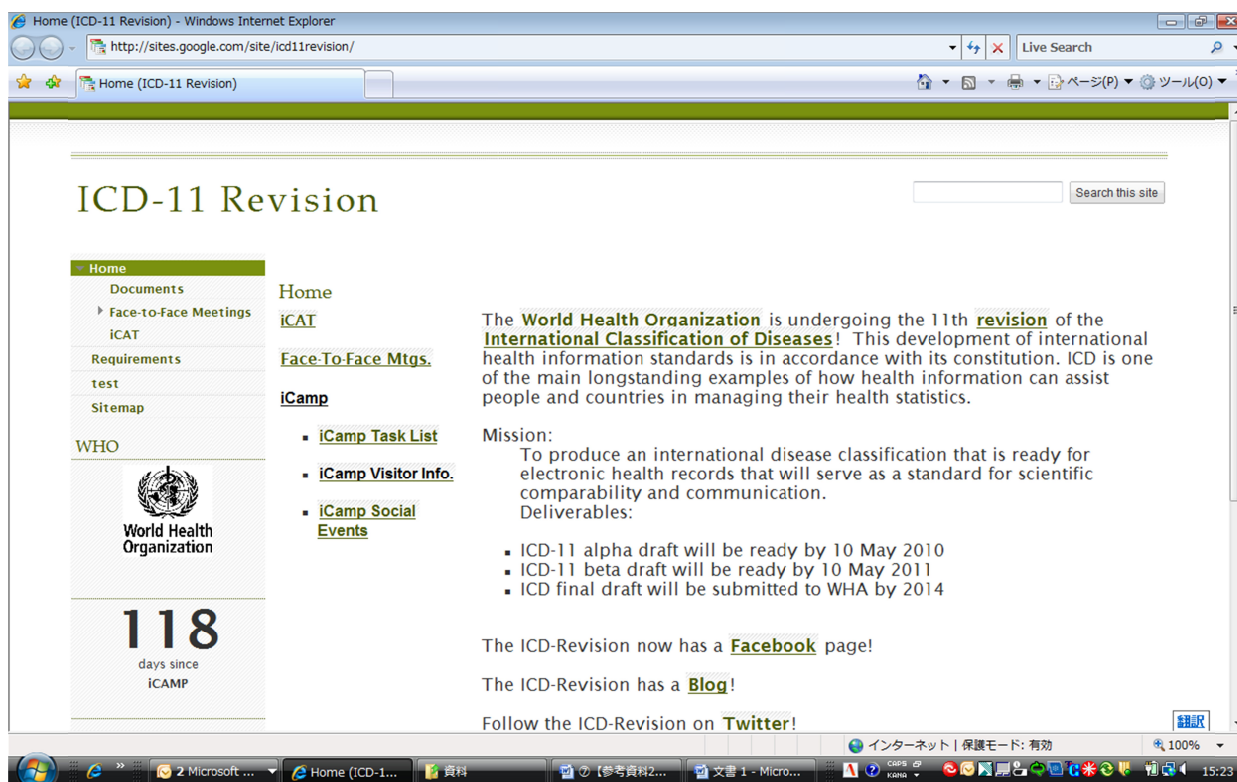 Home (ICD-11 Revision) - Windows Internet Explorer
http://sites.google.com/site/icd11revision/
Live Search
Home (ICD-11 Revision)
ページ(P)
ツール(O)
ICD-11 Revision
Search this site
Home
Documents
Face-to-Face Meetings
iCAT
Requirements
test
Sitemap
WHO
World Health
Organization
118
days since
iCAMP
Home
iCAT
Face-To-Face Mtgs.
iCamp
iCamp Task List
iCamp Visitor Info.
iCamp Social
Events
The World Health Organization is undergoing the 11th revision of the
International Classification of Diseases! This development of international
health information standards is in accordance with its constitution. ICD is one
of the main longstanding examples of how health information can assist
people and countries in managing their health statistics.
Mission:
To produce an international disease classification that is ready for
electronic health records that will serve as a standard for scientific
comparability and communication.
Deliverables:
ICD-11 alpha draft will be ready by 10 May 2010
ICD-11 beta draft will be ready by 10 May 2011
ICD final draft will be submitted to WHA by 2014
The ICD-Revision now has a Facebook page!
The ICD-Revision has a Blog!
Follow the ICD-Revision on Twitter!
翻訳
インターネット | 保護モード: 有効
100%
2 Microsoft ...
Home (ICD-1...
資料
⑦【参考資料2...
文書 1 - Micro...
A
CAPS
KANA
15:23